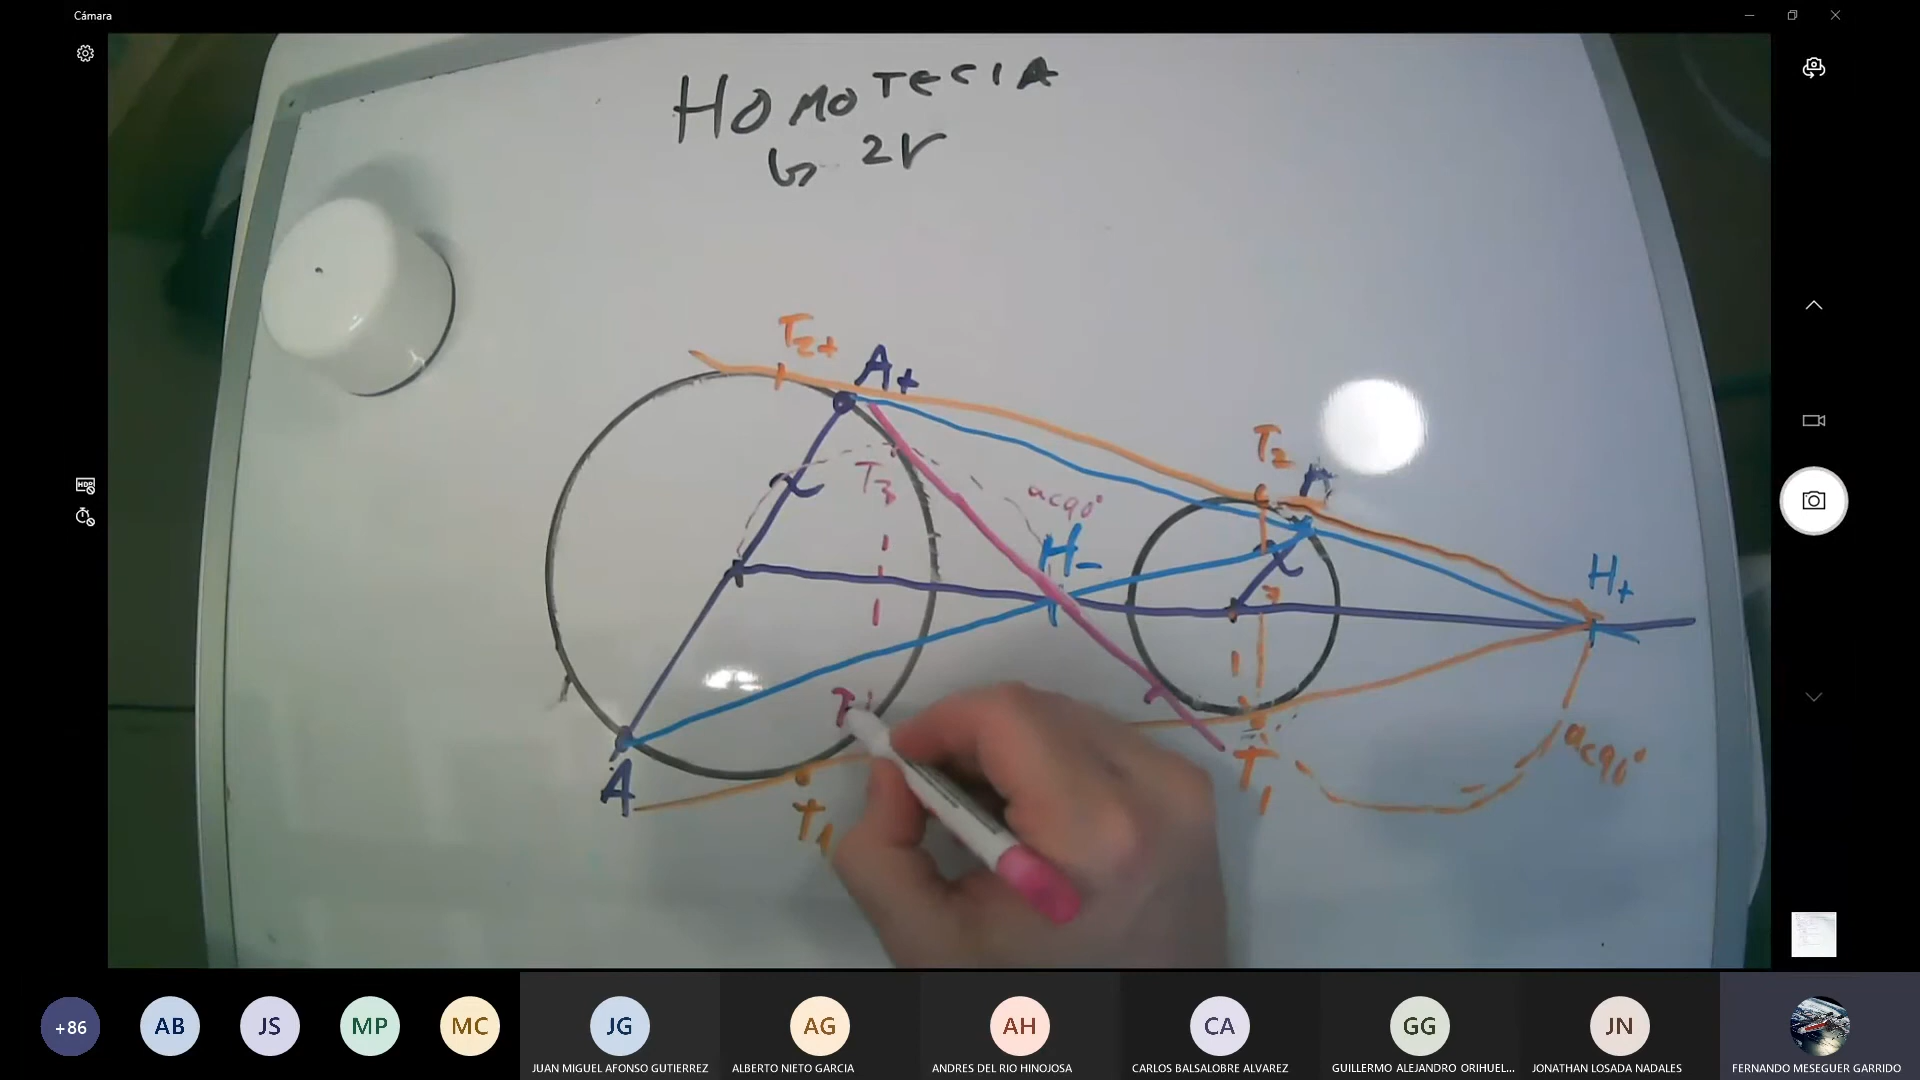 Cámara
HOMOTECIA
↳ 2r
T2+
A+
T3
acq0°
T2
A
H-
H+
A
T1
T1
acq0°
+86
AB
JS
MP
MC
JG
AG
AH
CA
GG
JN
JUAN MIGUEL AFONSO GUTIERREZ
ALBERTO NIETO GARCIA
ANDRES DEL RIO HINOJOSA
CARLOS BALSALOBRE ALVAREZ
GUILLERMO ALEJANDRO ORIHUEL...
JONATHAN LOSADA NADALES
FERNANDO MESEGUER GARRIDO